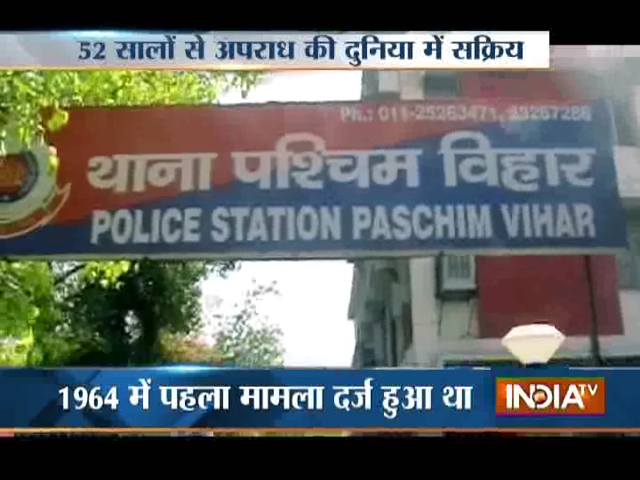 52 सालों से अपराध की दुनिया में सक्रिय
Ph.: 011-25263471, 25267286
थाना पश्चिम विहार
POLICE STATION PASCHIM VIHAR
1964 में पहला मामला दर्ज हुआ था
INDIA TV